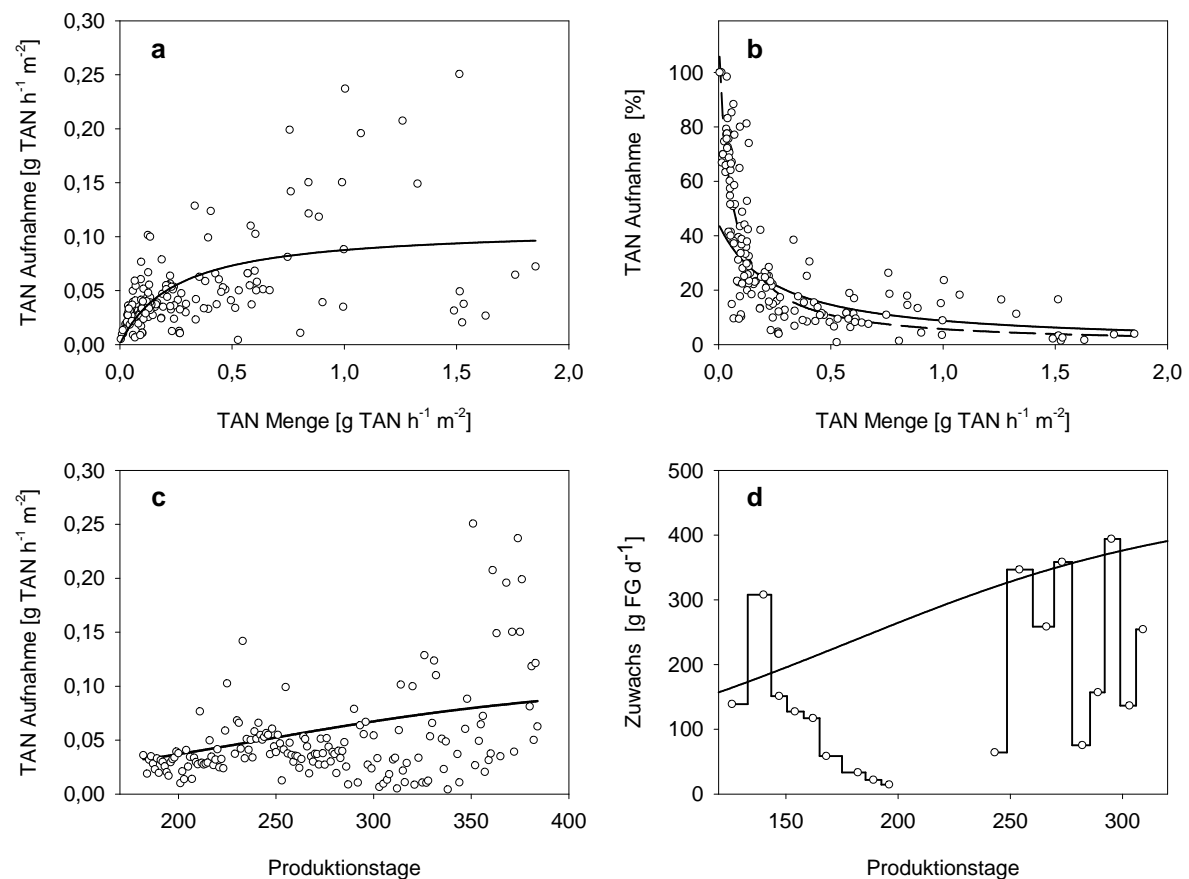 a
TAN Aufnahme [g TAN h-1 m-2]
0,30
0,25
0,20
0,15
0,10
0,05
0,00
0,0 0,5 1,0 1,5 2,0
TAN Menge [g TAN h-1 m-2]
b
TAN Aufnahme [%]
100
80
60
40
20
0
0,0 0,5 1,0 1,5 2,0
TAN Menge [g TAN h-1 m-2]
c
TAN Aufnahme [g TAN h-1 m-2]
0,30
0,25
0,20
0,15
0,10
0,05
0,00
200 250 300 350 400
Produktionstage
d
Zuwachs [g FG d-1]
500
400
300
200
100
0
150 200 250 300
Produktionstage